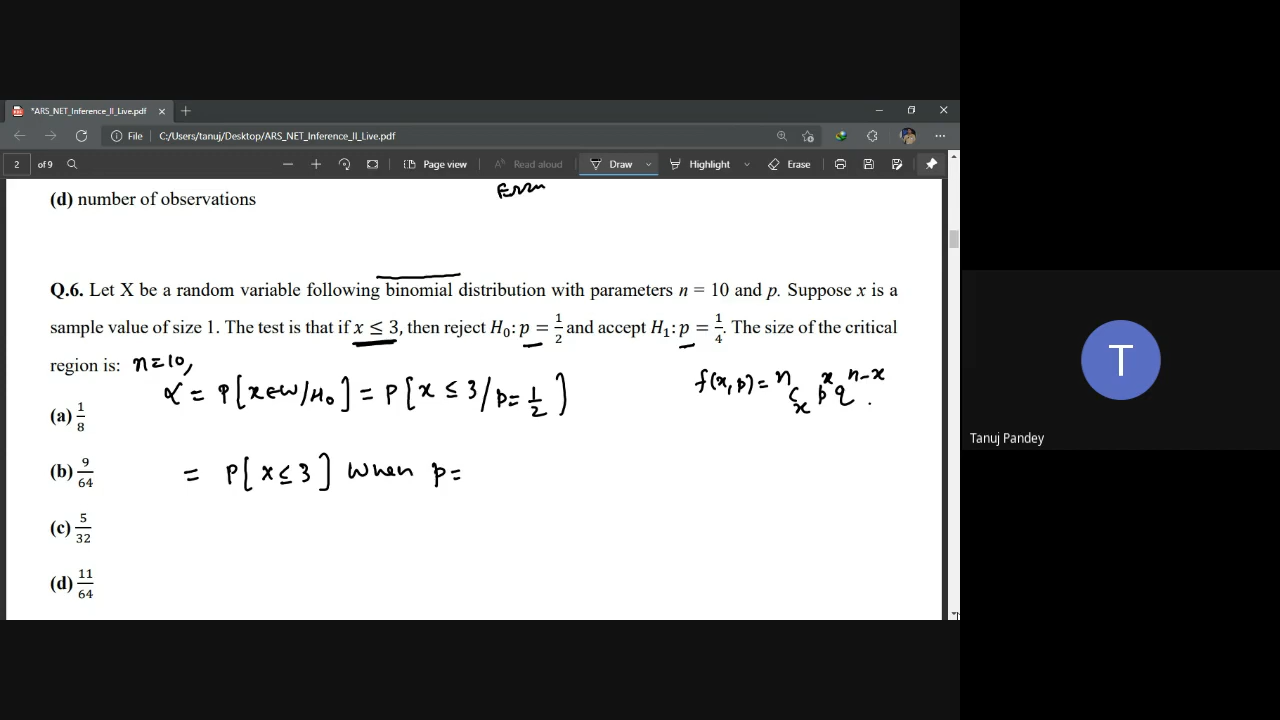 *ARS_NET_Inference_II_Live.pdf
File C:/Users/tanuj/Desktop/ARS_NET_Inference_II_Live.pdf
2 of 9 Page view Read aloud Draw Highlight Erase
(d) number of observations
Q.6. Let X be a random variable following binomial distribution with parameters n = 10 and p. Suppose x is a
sample value of size 1. The test is that if x ≤ 3, then reject H₀: p = 1/2 and accept H₁: p = 1/4. The size of the critical
region is: n=10,
α = P[x∈W/H₀] = P[x ≤ 3/p=1/2]
f(x,p) = ⁿCₓ pˣ qⁿ⁻ˣ.
(a) 1/8
(b) 9/64
= P[x ≤ 3] when p=
(c) 5/32
(d) 11/64
T
Tanuj Pandey